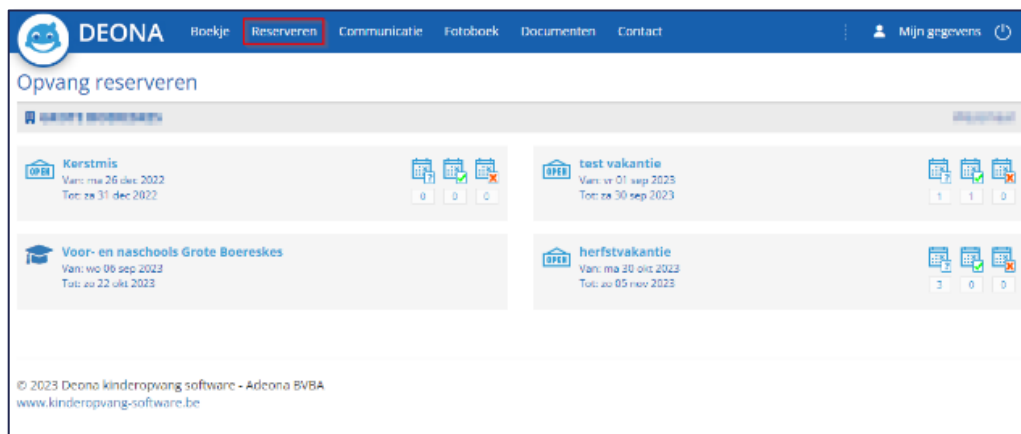 DEONA Boekje Reserveren Communicatie Fotoboek Documenten Contact Mijn gegevens
Opvang reserveren
OPEN Kerstmis
Van: ma 26 dec 2022
Tot: za 31 dec 2022
0 0 0
OPEN test vakantie
Van: vr 01 sep 2023
Tot: za 30 sep 2023
1 1 0
Voor- en naschools Grote Boereskes
Van: wo 06 sep 2023
Tot: zo 22 okt 2023
OPEN herfstvakantie
Van: ma 30 okt 2023
Tot: zo 05 nov 2023
3 0 0
© 2023 Deona kinderopvang software - Adeona BVBA
www.kinderopvang-software.be